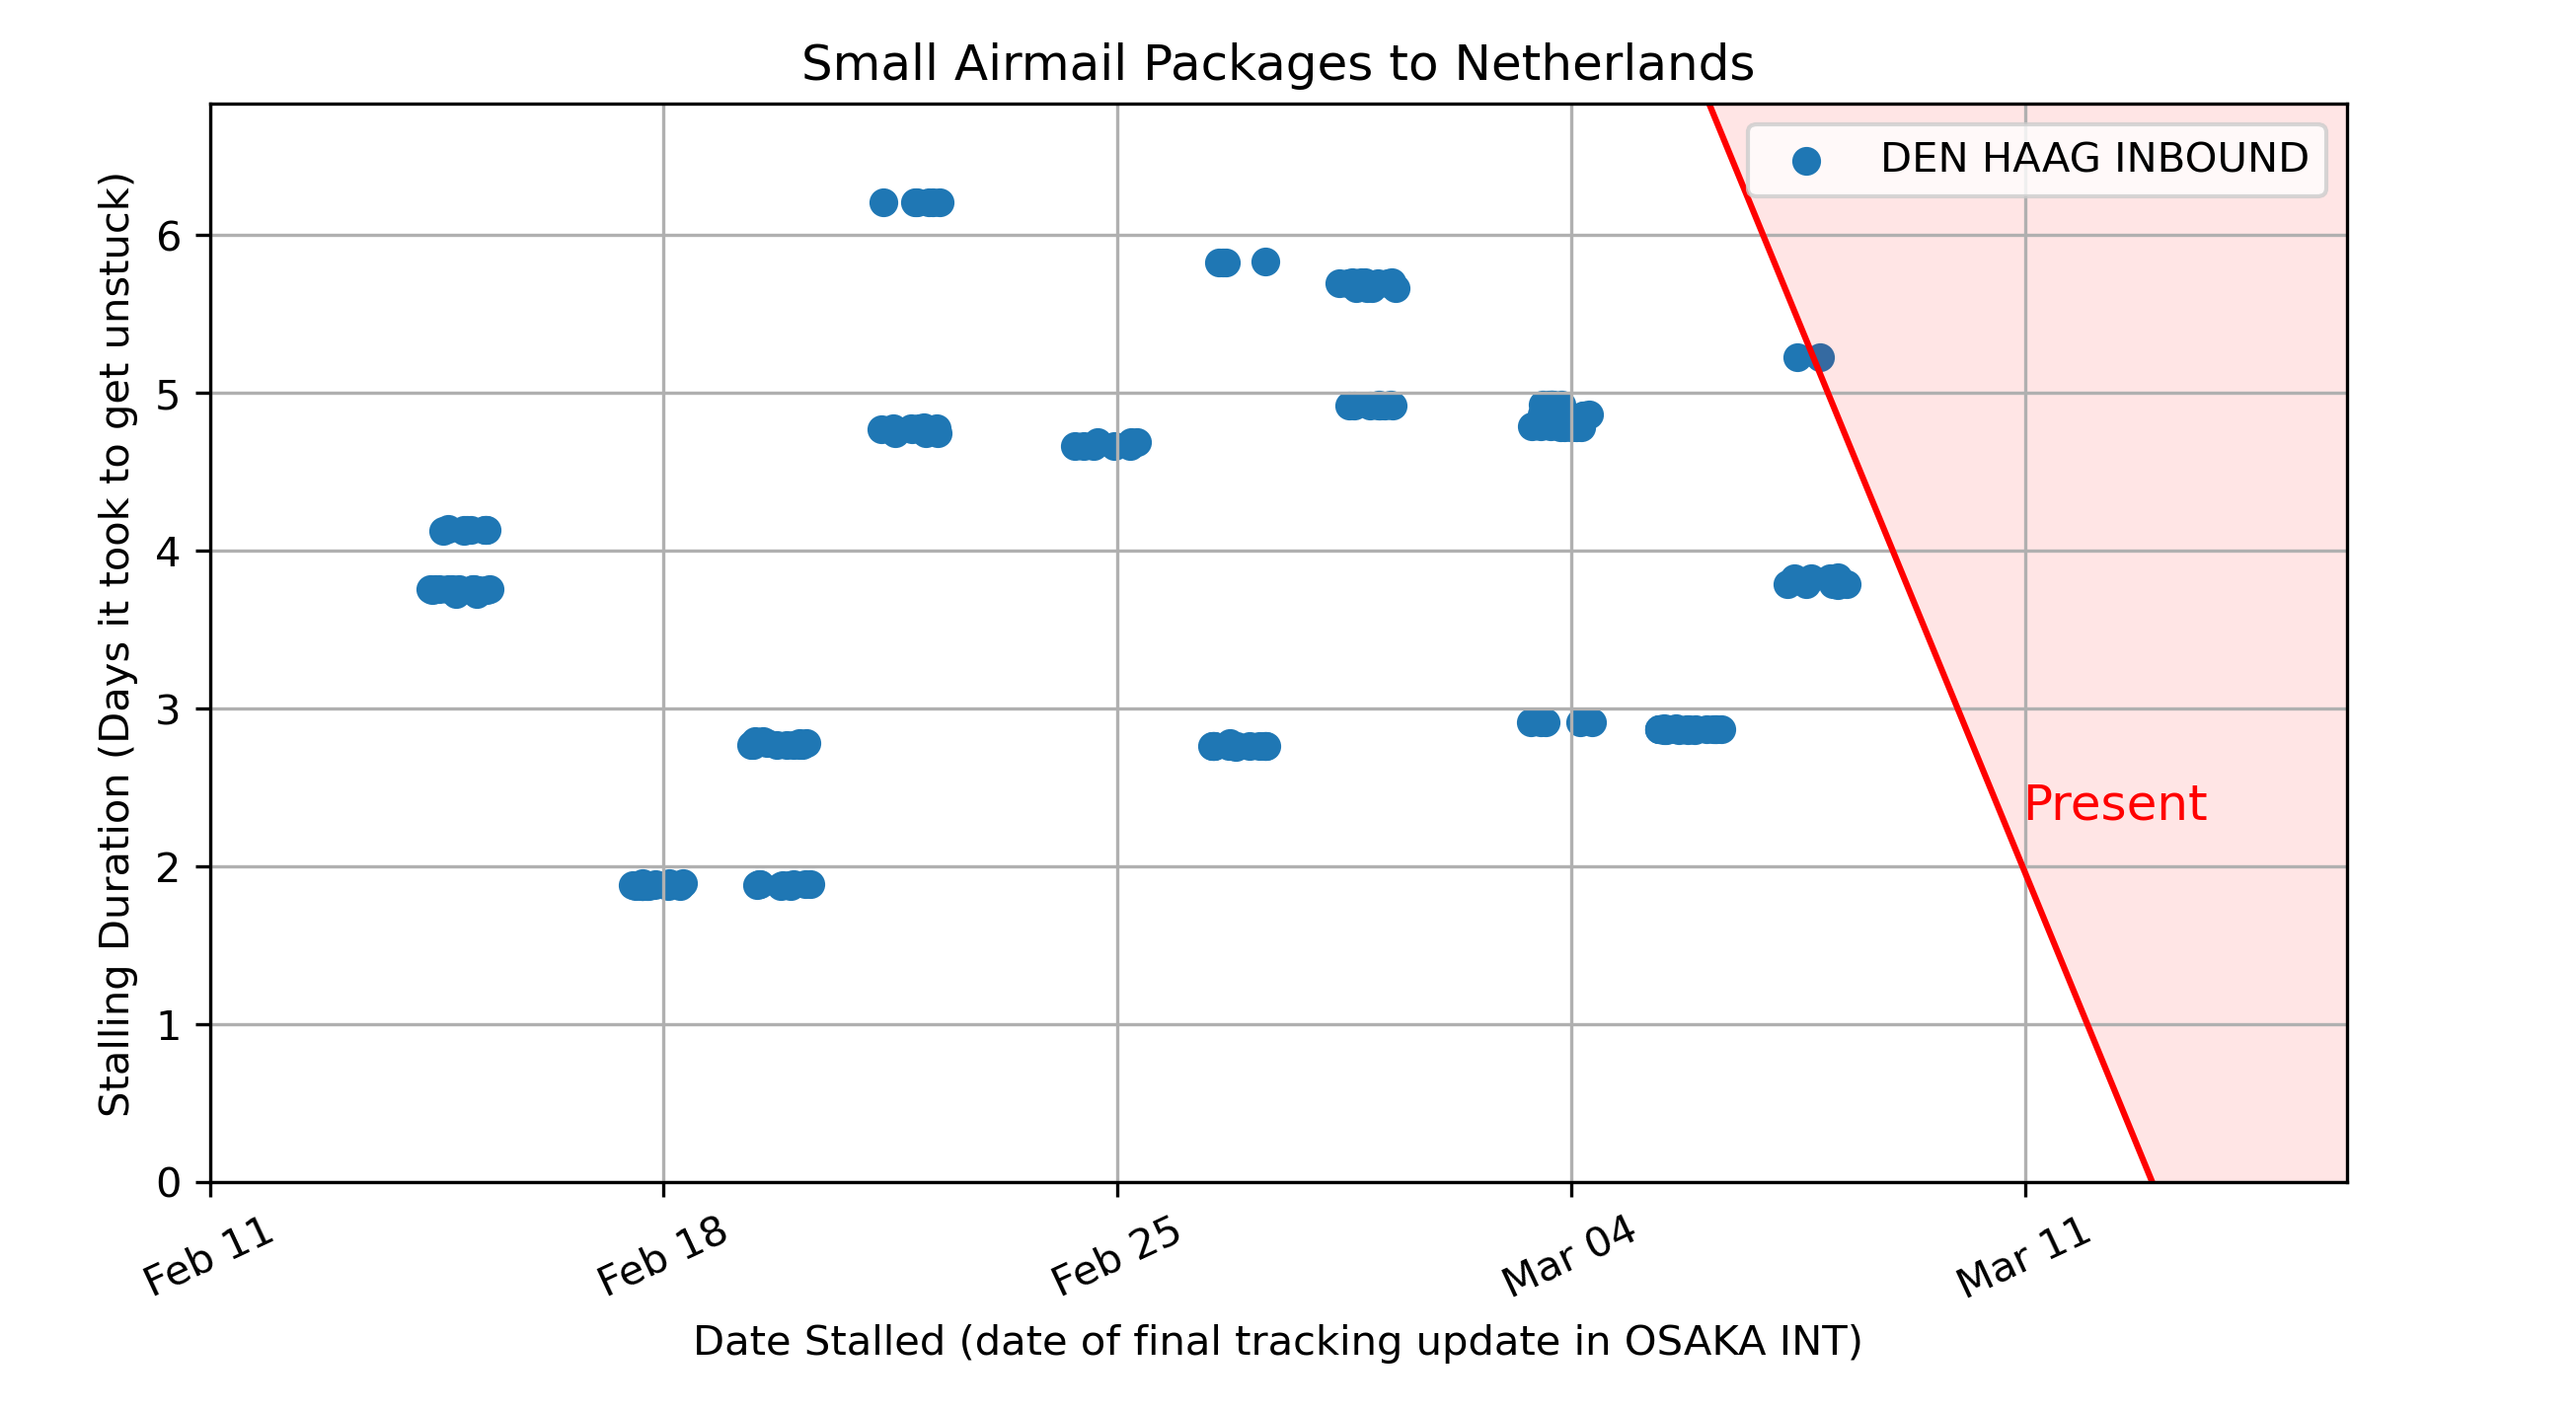 Small Airmail Packages to Netherlands
DEN HAAG INBOUND
Stalling Duration (Days it took to get unstuck)
6
5
4
3
2
1
0
Present
Feb 11
Feb 18
Feb 25
Mar 04
Mar 11
Date Stalled (date of final tracking update in OSAKA INT)